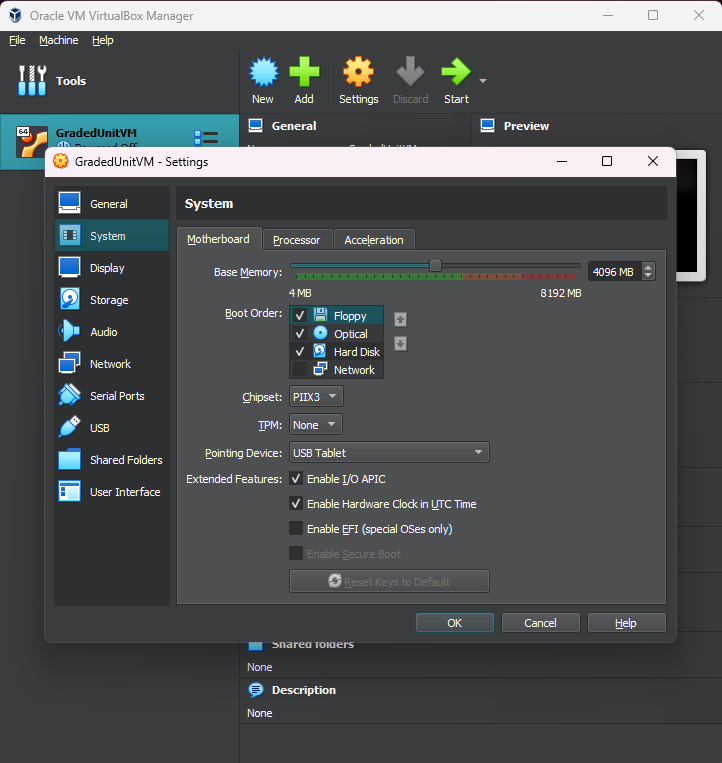 Oracle VM VirtualBox Manager
File Machine Help
Tools
New Add Settings Discard Start
64 GradedUnitVM
Powered Off
General
Preview
GradedUnitVM
GradedUnitVM - Settings
General
System
Display
Storage
Audio
Network
Serial Ports
USB
Shared Folders
User Interface
System
Motherboard Processor Acceleration
Base Memory: 4096 MB
4 MB 8192 MB
Boot Order: Floppy
Optical
Hard Disk
Network
Chipset: PIIX3
TPM: None
Pointing Device: USB Tablet
Extended Features: Enable I/O APIC
Enable Hardware Clock in UTC Time
Enable EFI (special OSes only)
Enable Secure Boot
Reset Keys to Default
OK Cancel Help
Shared folders
None
Description
None